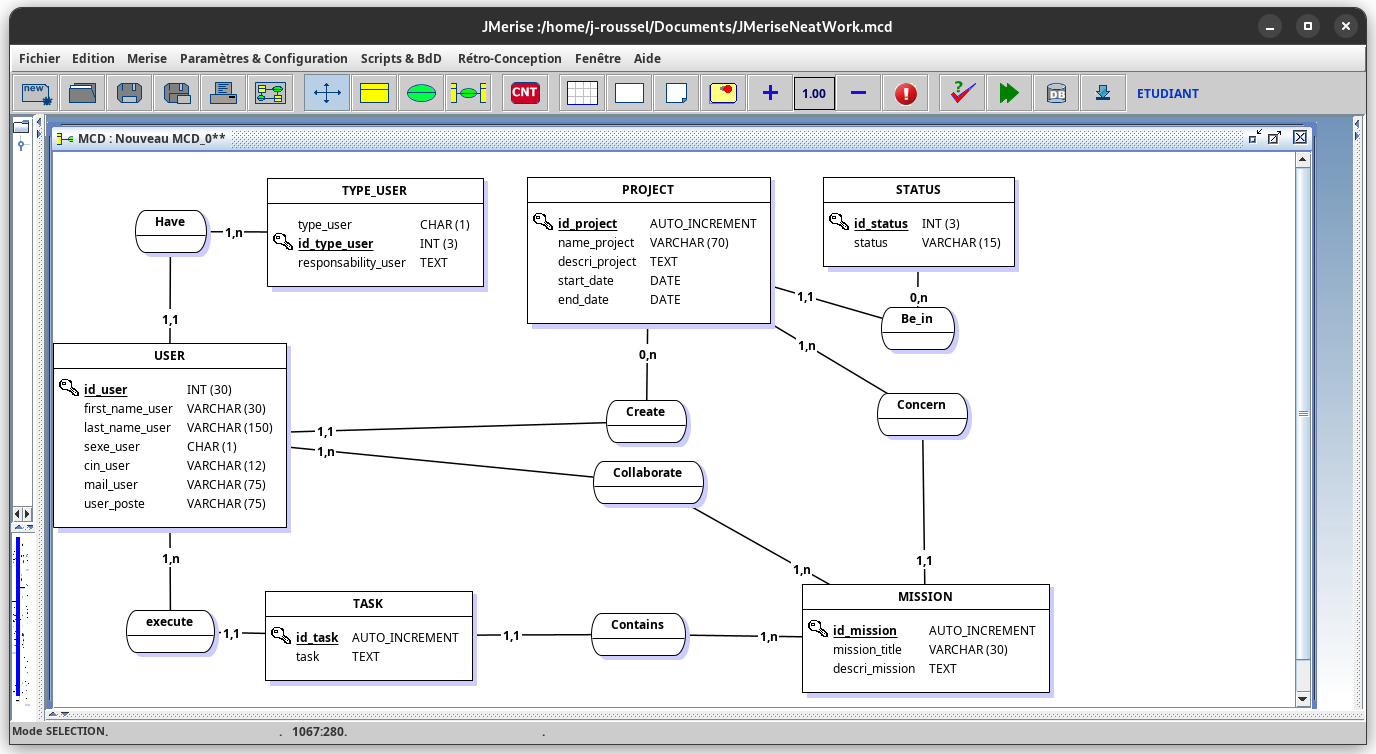 JMerise :/home/j-roussel/Documents/JMeriseNeatWork.mcd
Fichier Edition Merise Paramètres & Configuration Scripts & BdD Rétro-Conception Fenêtre Aide
new CNT 1.00 DB ETUDIANT
MCD : Nouveau MCD_0**
Have
1,n
1,1
TYPE_USER
type_user CHAR (1)
id_type_user INT (3)
responsability_user TEXT
PROJECT
id_project AUTO_INCREMENT
name_project VARCHAR (70)
descri_project TEXT
start_date DATE
end_date DATE
STATUS
id_status INT (3)
status VARCHAR (15)
1,1
0,n
Be_in
1,n
0,n
USER
id_user INT (30)
first_name_user VARCHAR (30)
last_name_user VARCHAR (150)
sexe_user CHAR (1)
cin_user VARCHAR (12)
mail_user VARCHAR (75)
user_poste VARCHAR (75)
1,1
Create
Concern
1,n
Collaborate
1,n
1,n
1,1
execute
1,1
TASK
id_task AUTO_INCREMENT
task TEXT
1,1
Contains
1,n
MISSION
id_mission AUTO_INCREMENT
mission_title VARCHAR (30)
descri_mission TEXT
Mode SELECTION. . 1067:280. .